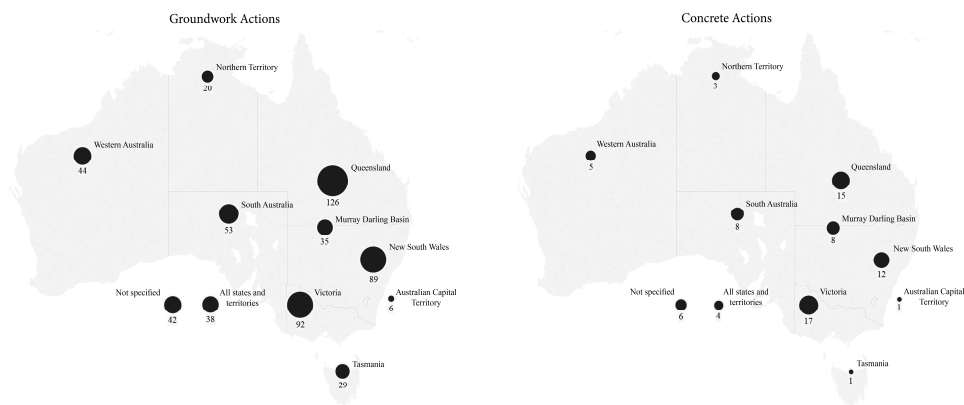 Groundwork Actions
Northern Territory
20
Western Australia
44
Queensland
126
South Australia
53
Murray Darling Basin
35
New South Wales
89
Not specified
42
All states and
territories
38
Victoria
92
Australian Capital
Territory
6
Tasmania
29
Concrete Actions
Northern Territory
3
Western Australia
5
Queensland
15
South Australia
8
Murray Darling Basin
8
New South Wales
12
Not specified
6
All states and
territories
4
Victoria
17
Australian Capital
Territory
1
Tasmania
1